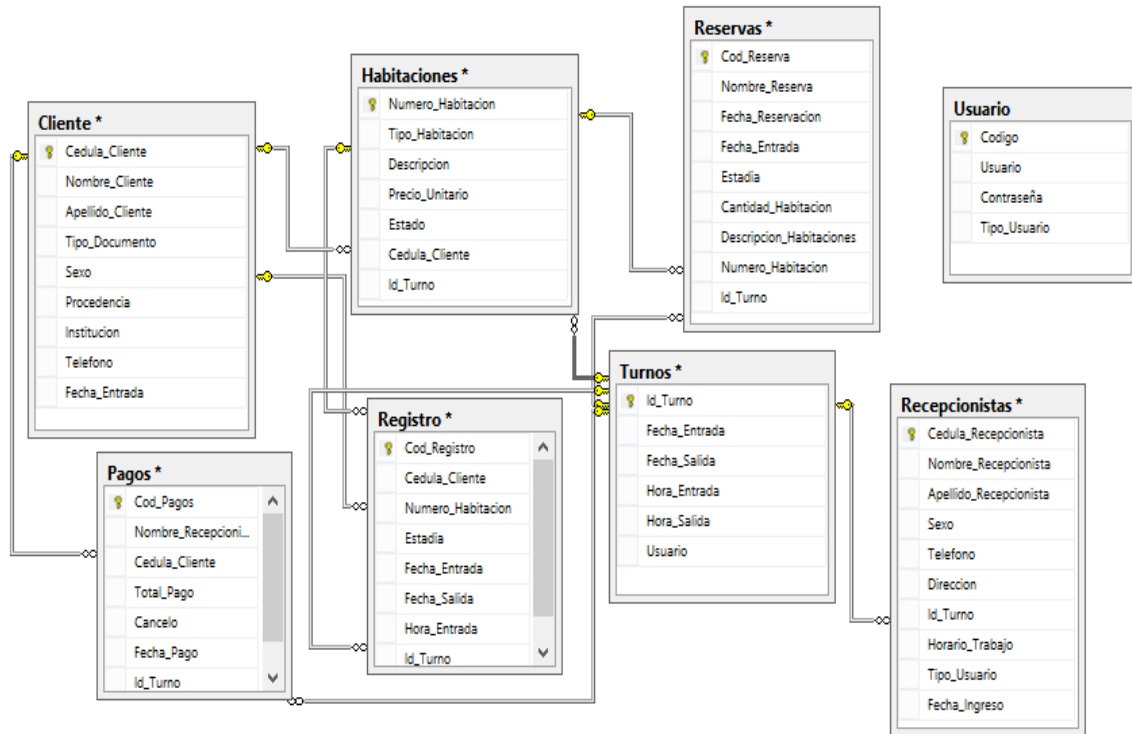 Cliente *
Cedula_Cliente
Nombre_Cliente
Apellido_Cliente
Tipo_Documento
Sexo
Procedencia
Institucion
Telefono
Fecha_Entrada
Habitaciones *
Numero_Habitacion
Tipo_Habitacion
Descripcion
Precio_Unitario
Estado
Cedula_Cliente
Id_Turno
Reservas *
Cod_Reserva
Nombre_Reserva
Fecha_Reservacion
Fecha_Entrada
Estadia
Cantidad_Habitacion
Descripcion_Habitaciones
Numero_Habitacion
Id_Turno
Usuario
Codigo
Usuario
Contraseña
Tipo_Usuario
Pagos *
Cod_Pagos
Nombre_Recepcioni...
Cedula_Cliente
Total_Pago
Cancelo
Fecha_Pago
Id_Turno
Registro *
Cod_Registro
Cedula_Cliente
Numero_Habitacion
Estadia
Fecha_Entrada
Fecha_Salida
Hora_Entrada
Id_Turno
Turnos *
Id_Turno
Fecha_Entrada
Fecha_Salida
Hora_Entrada
Hora_Salida
Usuario
Recepcionistas *
Cedula_Recepcionista
Nombre_Recepcionista
Apellido_Recepcionista
Sexo
Telefono
Direccion
Id_Turno
Horario_Trabajo
Tipo_Usuario
Fecha_Ingreso